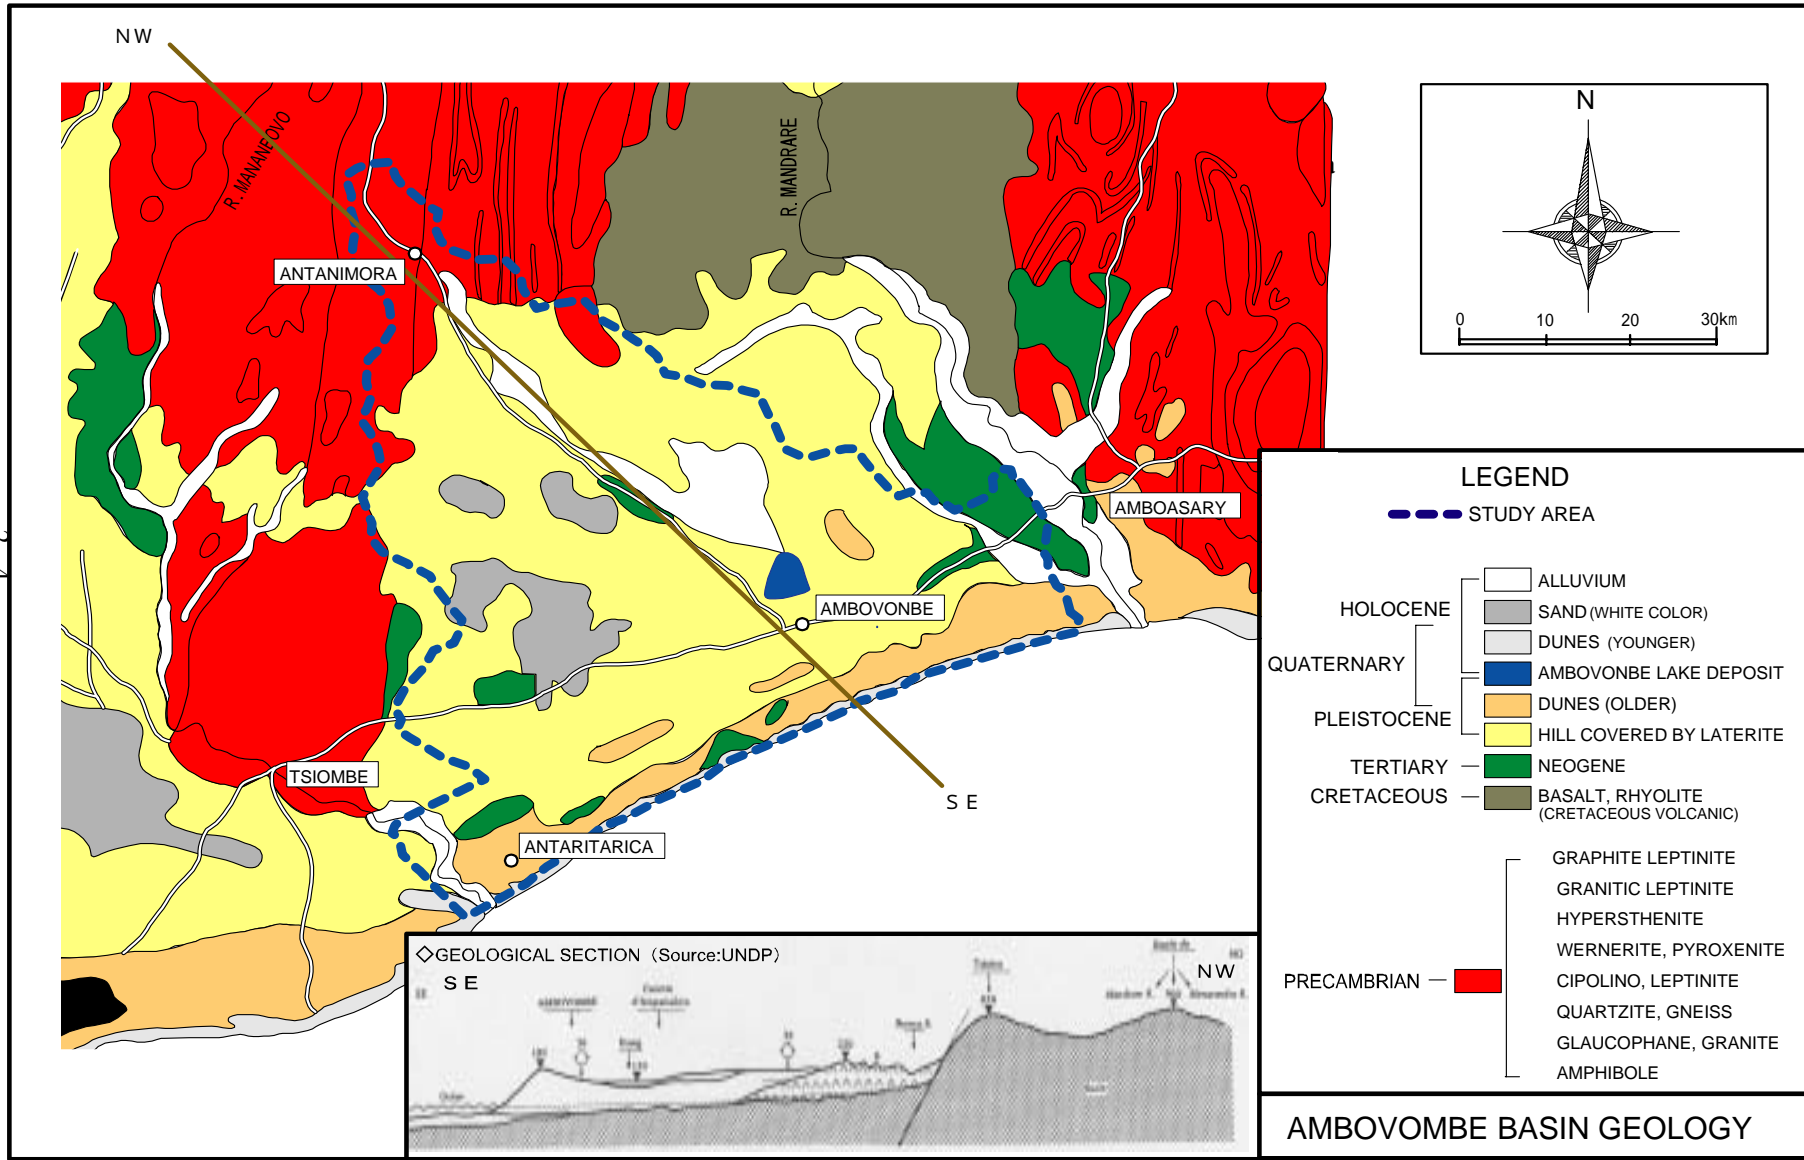 NW
R. MANANBOVO
R. MANDRARE
ANTANIMORA
AMBOASARY
AMBOVONBE
TSIOMBE
ANTARITARICA
S E
N
0 10 20 30km
LEGEND
STUDY AREA
HOLOCENE
QUATERNARY
PLEISTOCENE
TERTIARY
CRETACEOUS
PRECAMBRIAN
ALLUVIUM
SAND (WHITE COLOR)
DUNES (YOUNGER)
AMBOVONBE LAKE DEPOSIT
DUNES (OLDER)
HILL COVERED BY LATERITE
NEOGENE
BASALT, RHYOLITE
(CRETACEOUS VOLCANIC)
GRAPHITE LEPTINITE
GRANITIC LEPTINITE
HYPERSTHENITE
WERNERITE, PYROXENITE
CIPOLINO, LEPTINITE
QUARTZITE, GNEISS
GLAUCOPHANE, GRANITE
AMPHIBOLE
◇GEOLOGICAL SECTION (Source:UNDP)
S E
NW
AMBOVOMBE BASIN GEOLOGY